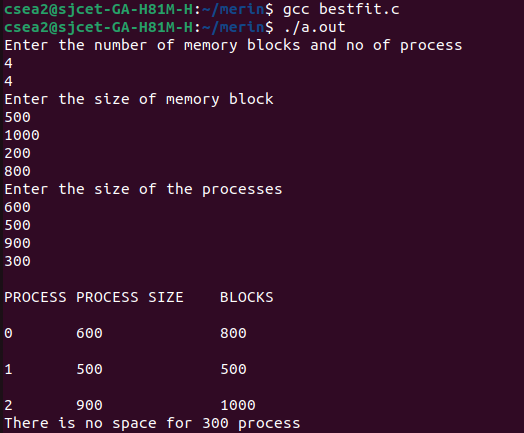 csea2@sjcet-GA-H81M-H:~/merin$ gcc bestfit.c
csea2@sjcet-GA-H81M-H:~/merin$ ./a.out
Enter the number of memory blocks and no of process
4
4
Enter the size of memory block
500
1000
200
800
Enter the size of the processes
600
500
900
300
PROCESS PROCESS SIZE    BLOCKS
0       600             800
1       500             500
2       900             1000
There is no space for 300 process